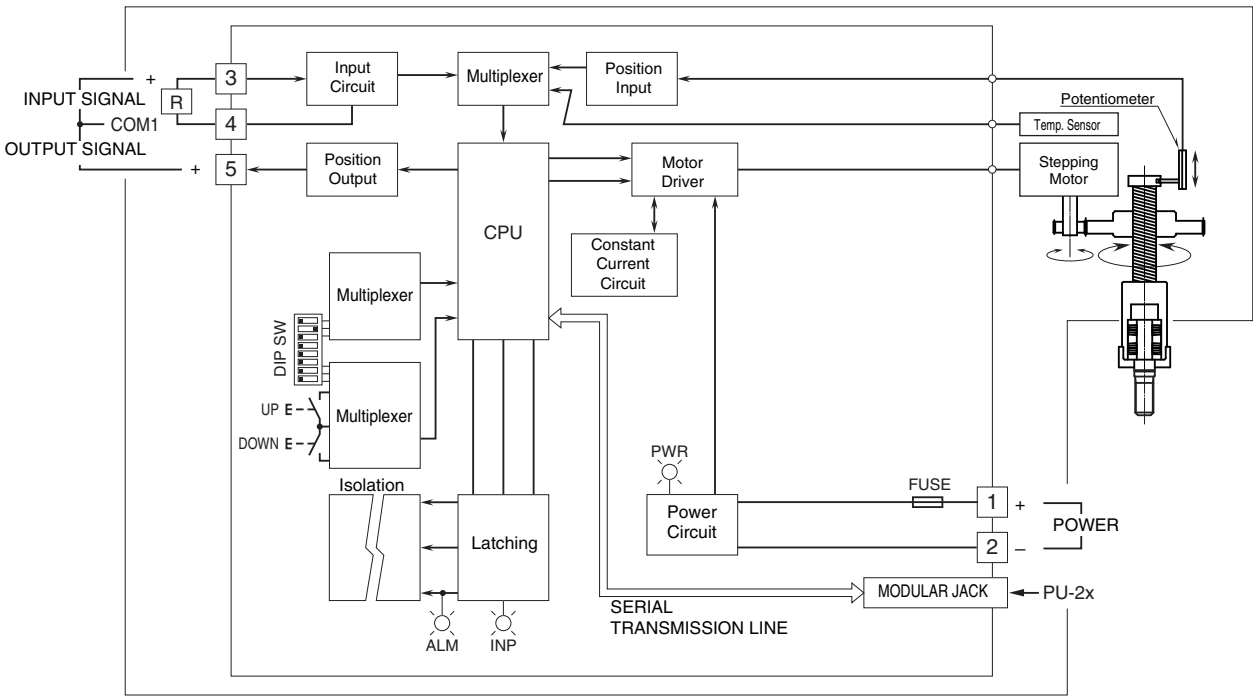 INPUT SIGNAL
+
R
COM1
OUTPUT SIGNAL
+
3
4
5
Input
Circuit
Multiplexer
Position
Input
Potentiometer
Temp. Sensor
Position
Output
CPU
Motor
Driver
Stepping
Motor
Constant
Current
Circuit
Multiplexer
DIP SW
Multiplexer
UP
DOWN
Isolation
Latching
ALM
INP
PWR
Power
Circuit
FUSE
1
+
2
–
POWER
MODULAR JACK
PU-2x
SERIAL
TRANSMISSION LINE